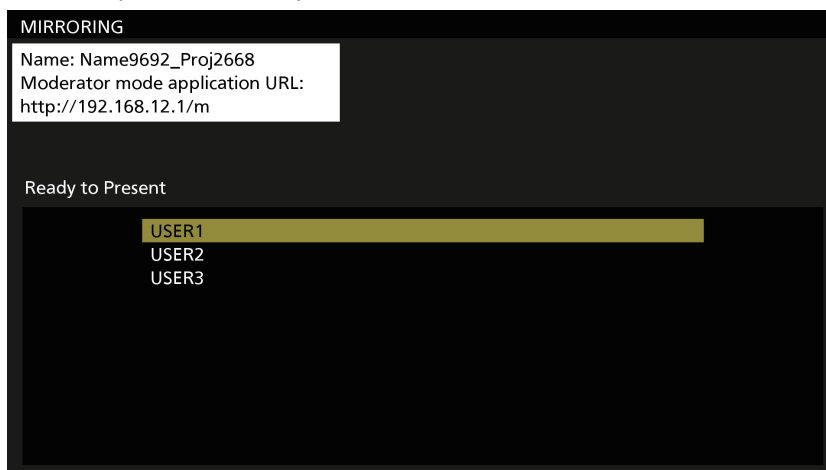 MIRRORING
Name: Name9692_Proj2668
Moderator mode application URL:
http://192.168.12.1/m
Ready to Present
USER1
USER2
USER3